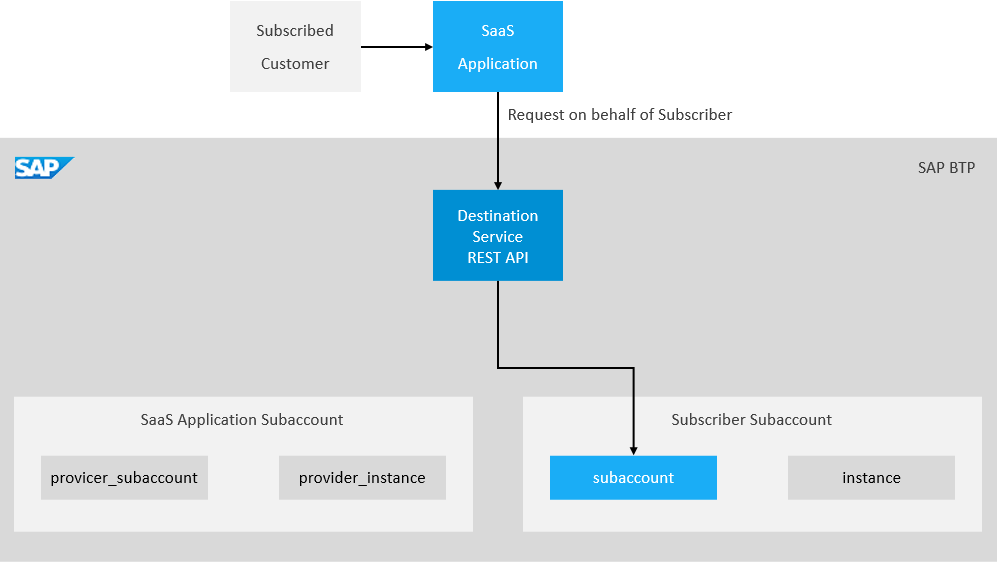 Subscribed
Customer
SaaS
Application
Request on behalf of Subscriber
SAP
SAP BTP
Destination
Service
REST API
SaaS Application Subaccount
provicer_subaccount
provider_instance
Subscriber Subaccount
subaccount
instance